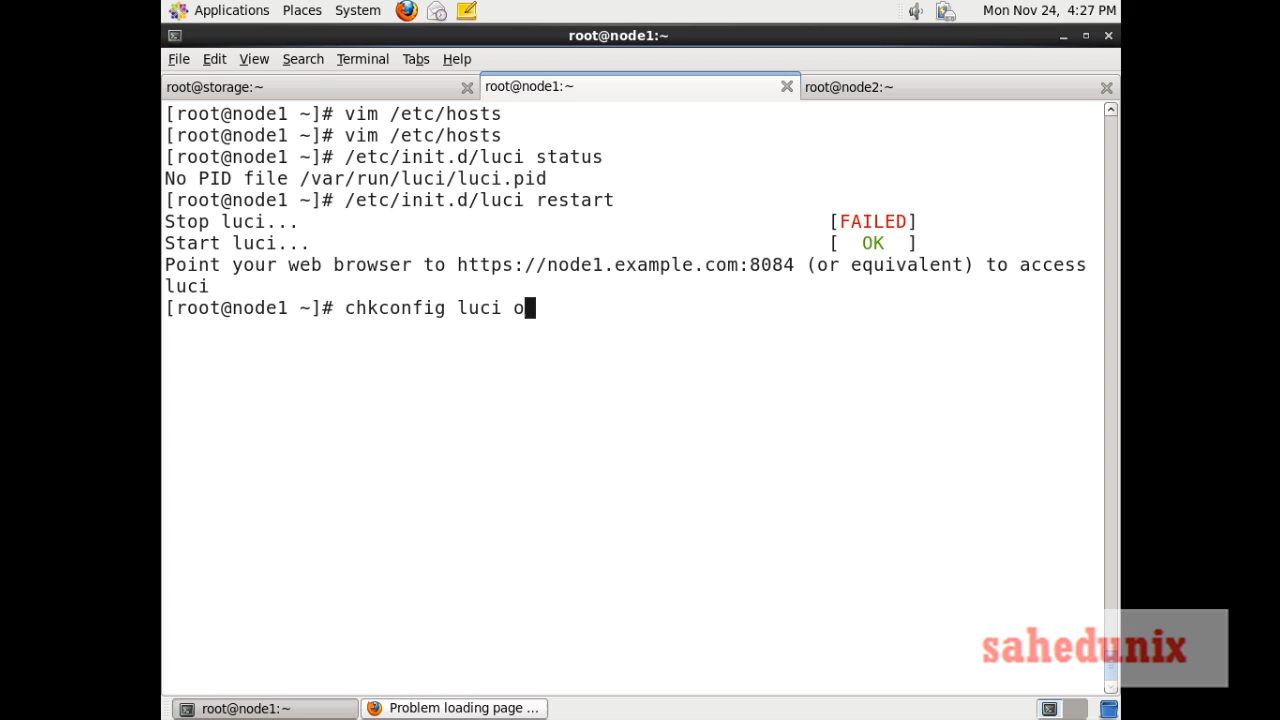 Applications Places System Mon Nov 24, 4:27 PM
root@node1:~
File Edit View Search Terminal Tabs Help
root@storage:~ root@node1:~ root@node2:~
[root@node1 ~]# vim /etc/hosts
[root@node1 ~]# vim /etc/hosts
[root@node1 ~]# /etc/init.d/luci status
No PID file /var/run/luci/luci.pid
[root@node1 ~]# /etc/init.d/luci restart
Stop luci... [FAILED]
Start luci... [  OK  ]
Point your web browser to https://node1.example.com:8084 (or equivalent) to access
luci
[root@node1 ~]# chkconfig luci o
sahedunix
root@node1:~ Problem loading page ...